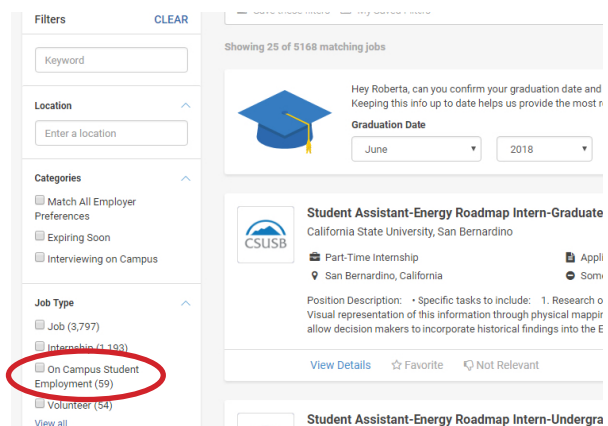 Filters CLEAR
Keyword
Location
Enter a location
Categories
Match All Employer
Preferences
Expiring Soon
Interviewing on Campus
Job Type
Job (3,797)
Internship (1,193)
On Campus Student
Employment (59)
Volunteer (54)
View all
Showing 25 of 5168 matching jobs
Hey Roberta, can you confirm your graduation date and
Keeping this info up to date helps us provide the most
Graduation Date
June 2018
CSUSB
Student Assistant-Energy Roadmap Intern-Graduate
California State University, San Bernardino
Part-Time Internship
San Bernardino, California
Position Description: • Specific tasks to include: 1. Research
Visual representation of this information through physical
allow decision makers to incorporate historical findings into the
View Details Favorite Not Relevant
Student Assistant-Energy Roadmap